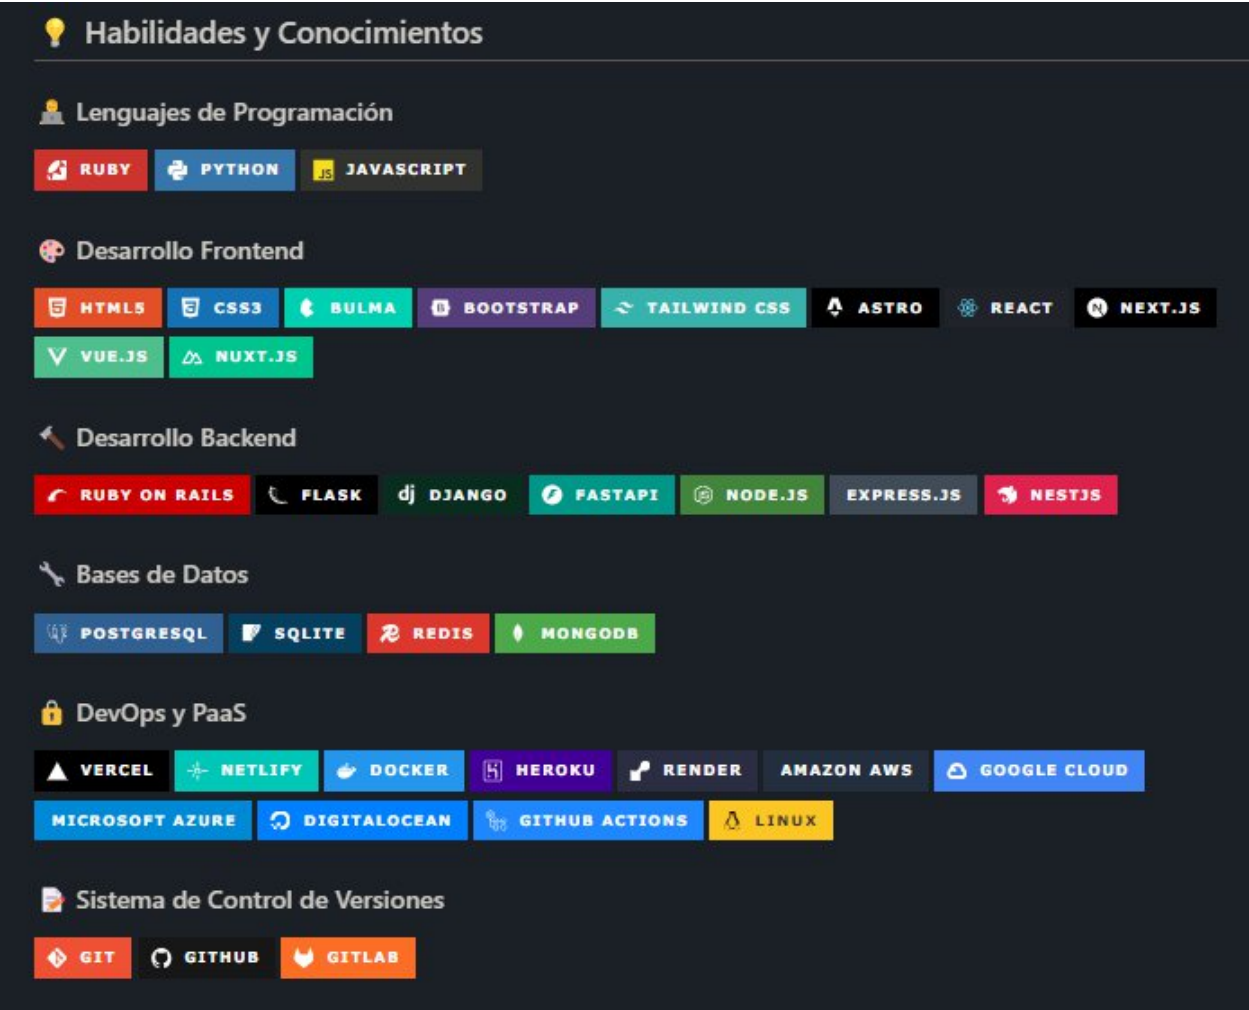 Habilidades y Conocimientos
Lenguajes de Programación
RUBY PYTHON JS JAVASCRIPT
Desarrollo Frontend
HTML5 CSS3 BULMA B BOOTSTRAP TAILWIND CSS ASTRO REACT N NEXT.JS
VUE.JS NUXT.JS
Desarrollo Backend
RUBY ON RAILS FLASK dj DJANGO FASTAPI NODE.JS EXPRESS.JS NESTJS
Bases de Datos
POSTGRESQL SQLITE REDIS MONGODB
DevOps y PaaS
VERCEL NETLIFY DOCKER HEROKU RENDER AMAZON AWS GOOGLE CLOUD
MICROSOFT AZURE DIGITALOCEAN GITHUB ACTIONS LINUX
Sistema de Control de Versiones
GIT GITHUB GITLAB